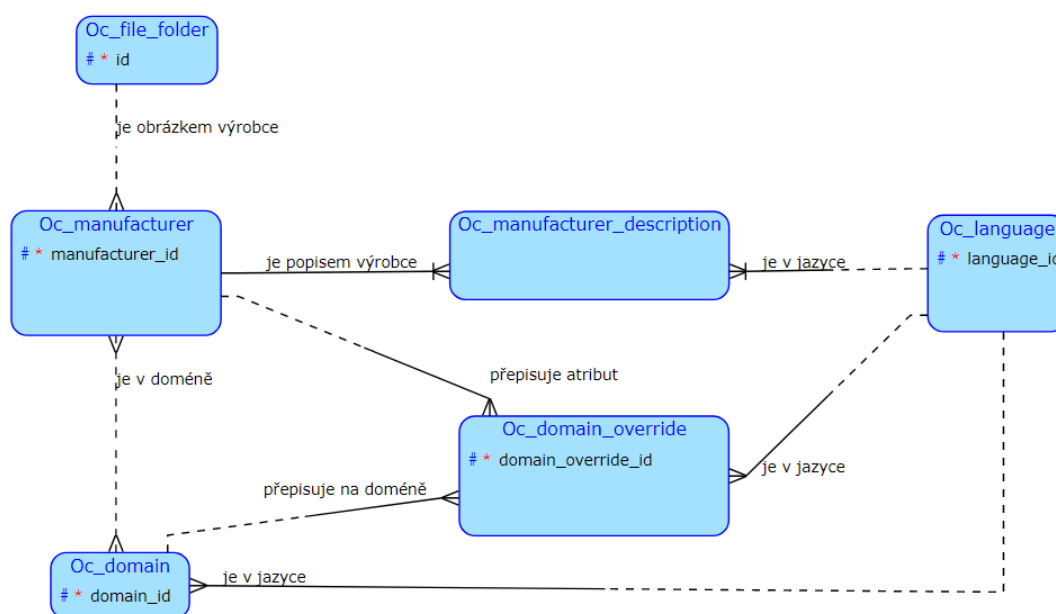 Oc_file_folder
# * id
je obrázkem výrobce
Oc_manufacturer
# * manufacturer_id
Oc_manufacturer_description
Oc_language
# * language_id
je popisem výrobce
je v jazyce
je v doméně
přepisuje atribut
Oc_domain_override
# * domain_override_id
je v jazyce
přepisuje na doméně
Oc_domain
# * domain_id
je v jazyce